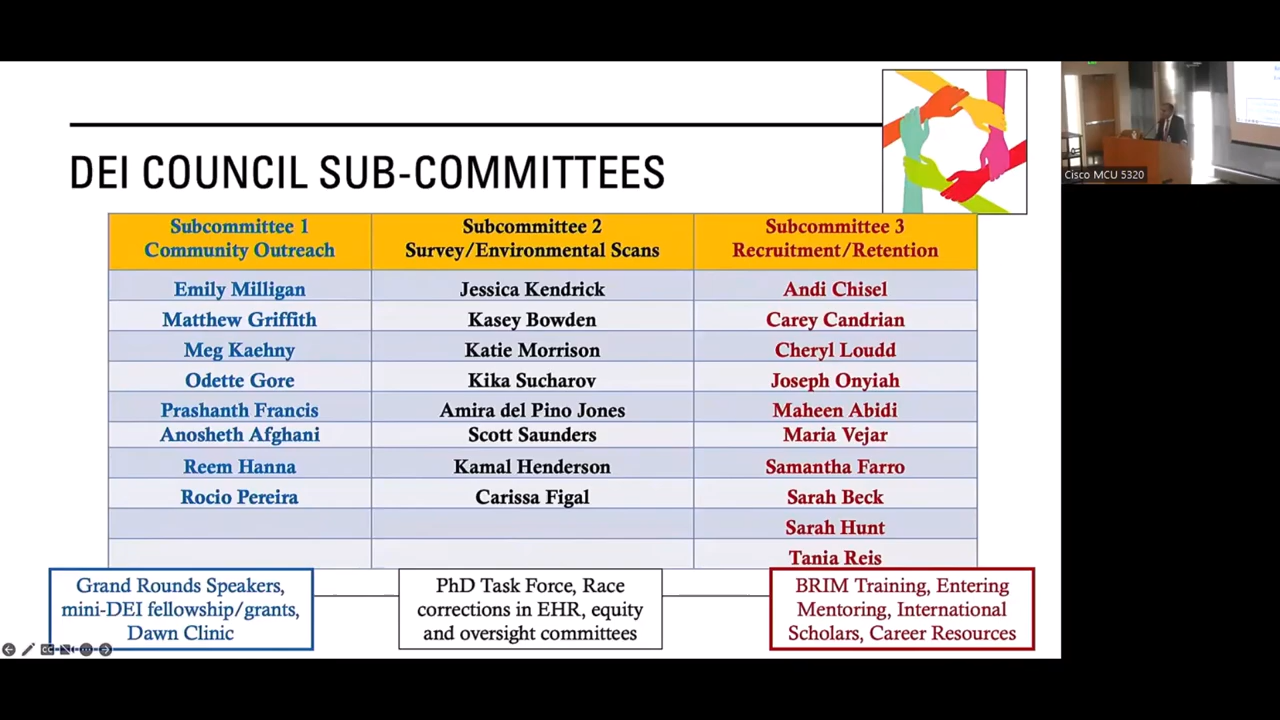 DEI COUNCIL SUB-COMMITTEES
Subcommittee 1
Community Outreach
Subcommittee 2
Survey/Environmental Scans
Subcommittee 3
Recruitment/Retention
Emily Milligan
Jessica Kendrick
Andi Chisel
Matthew Griffith
Kasey Bowden
Carey Candrian
Meg Kaehny
Katie Morrison
Cheryl Loudd
Odette Gore
Kika Sucharov
Joseph Onyiah
Prashanth Francis
Amira del Pino Jones
Maheen Abidi
Anosheth Afghani
Scott Saunders
Maria Vejar
Reem Hanna
Kamal Henderson
Samantha Farro
Rocio Pereira
Carissa Figal
Sarah Beck
Sarah Hunt
Tania Reis
Grand Rounds Speakers,
mini-DEI fellowship/grants,
Dawn Clinic
PhD Task Force, Race
corrections in EHR, equity
and oversight committees
BRIM Training, Entering
Mentoring, International
Scholars, Career Resources
Cisco MCU 5320